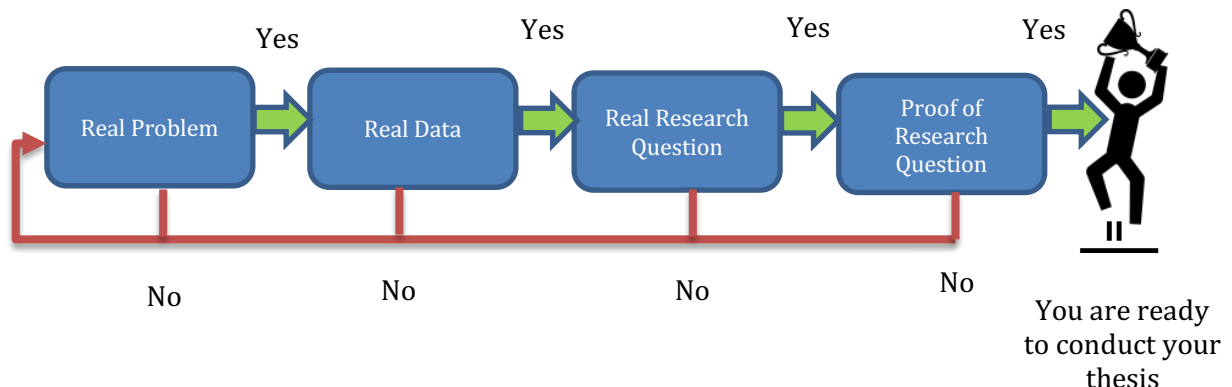 Yes
Yes
Yes
Yes
Real Problem
Real Data
Real Research
Question
Proof of
Research
Question
No
No
No
No
You are ready
to conduct your
thesis